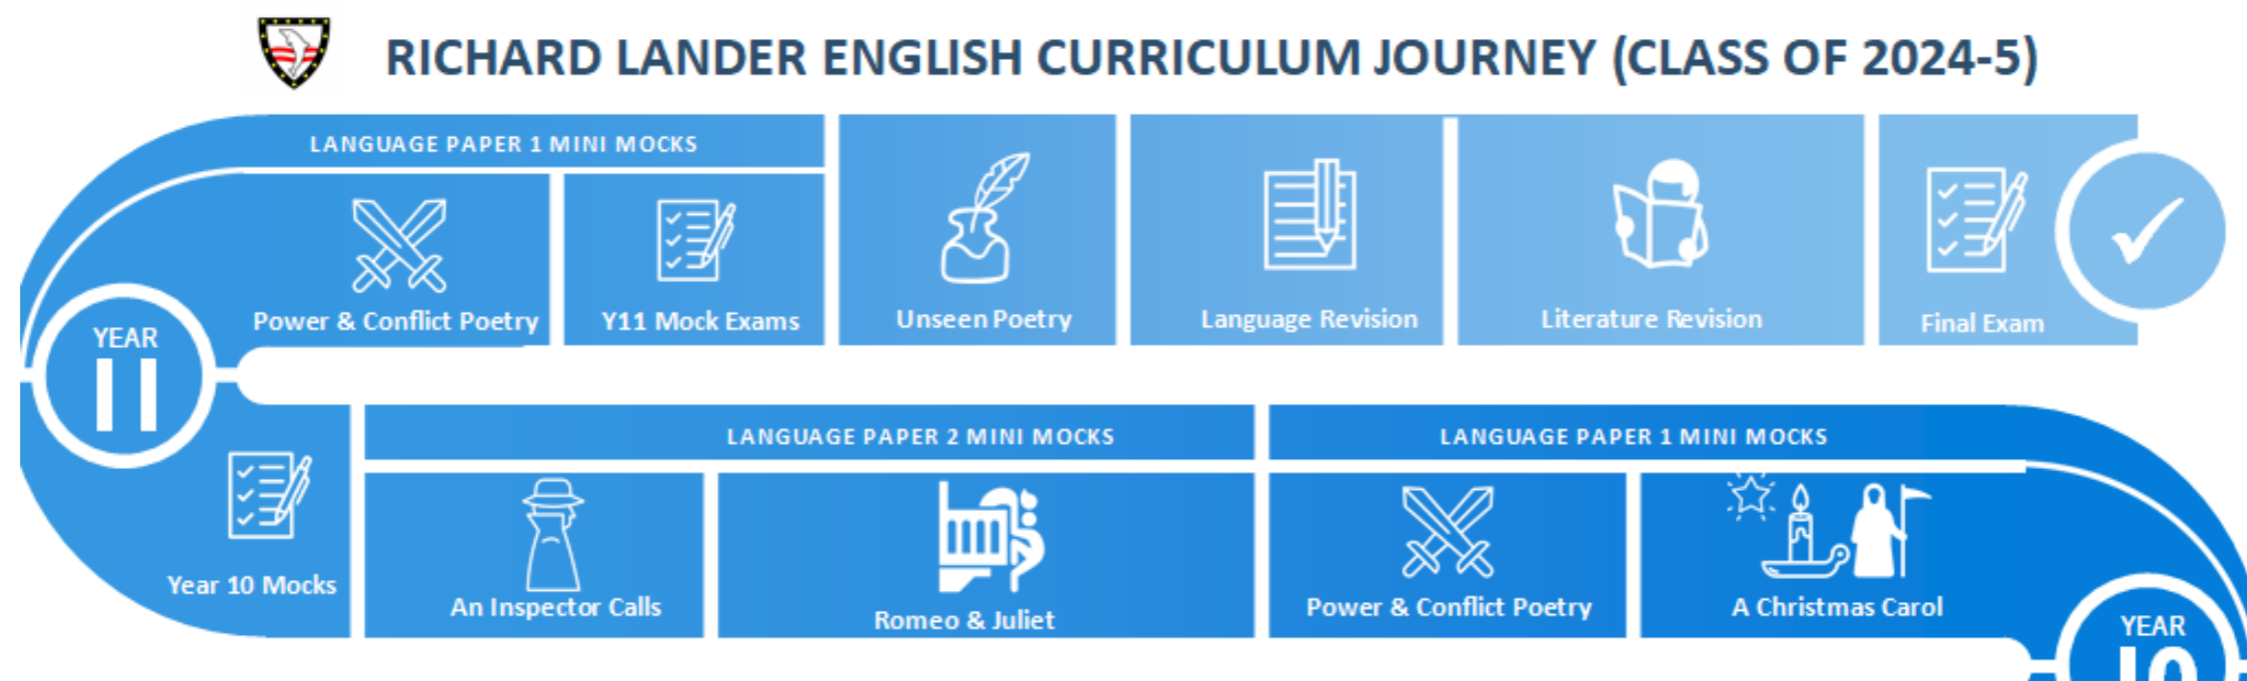 RICHARD LANDER ENGLISH CURRICULUM JOURNEY (CLASS OF 2024-5)
LANGUAGE PAPER 1 MINI MOCKS
Power & Conflict Poetry
Y11 Mock Exams
Unseen Poetry
Language Revision
Literature Revision
Final Exam
YEAR
11
LANGUAGE PAPER 2 MINI MOCKS
LANGUAGE PAPER 1 MINI MOCKS
Year 10 Mocks
An Inspector Calls
Romeo & Juliet
Power & Conflict Poetry
A Christmas Carol
YEAR
10